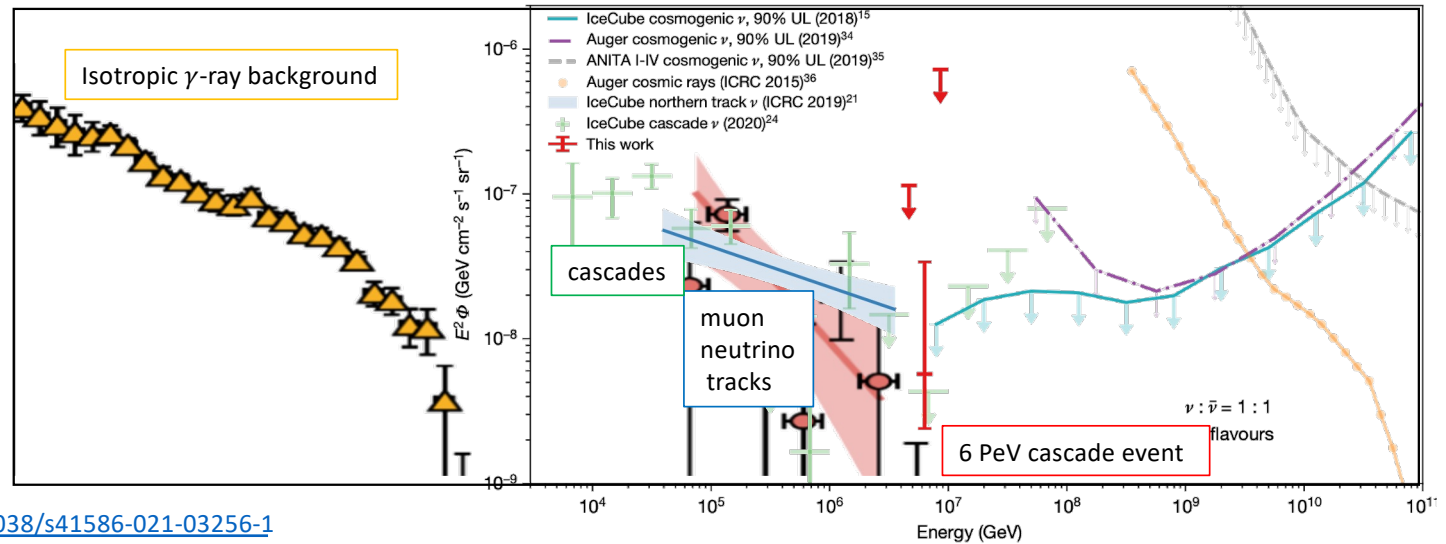 Isotropic γ-ray background
IceCube cosmogenic ν, 90% UL (2018)¹⁵
Auger cosmogenic ν, 90% UL (2019)³⁴
ANITA I-IV cosmogenic ν, 90% UL (2019)³⁵
Auger cosmic rays (ICRC 2015)³⁶
IceCube northern track ν (ICRC 2019)²¹
IceCube cascade ν (2020)²⁴
This work
10⁻⁶
10⁻⁷
10⁻⁸
10⁻⁹
E²Φ (GeV cm⁻² s⁻¹ sr⁻¹)
cascades
muon
neutrino
tracks
ν : ν̄ = 1 : 1
flavours
6 PeV cascade event
10⁴ 10⁵ 10⁶ 10⁷ 10⁸ 10⁹ 10¹⁰ 10¹¹
Energy (GeV)
038/s41586-021-03256-1